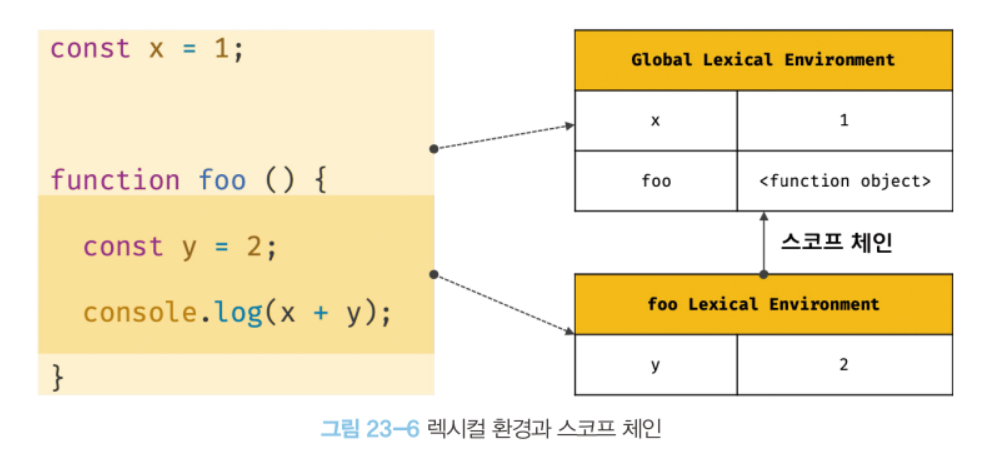 const x = 1;
function foo () {
const y = 2;
console.log(x + y);
}
Global Lexical Environment
x 1
foo <function object>
스코프 체인
foo Lexical Environment
y 2
그림 23-6 렉시컬 환경과 스코프 체인